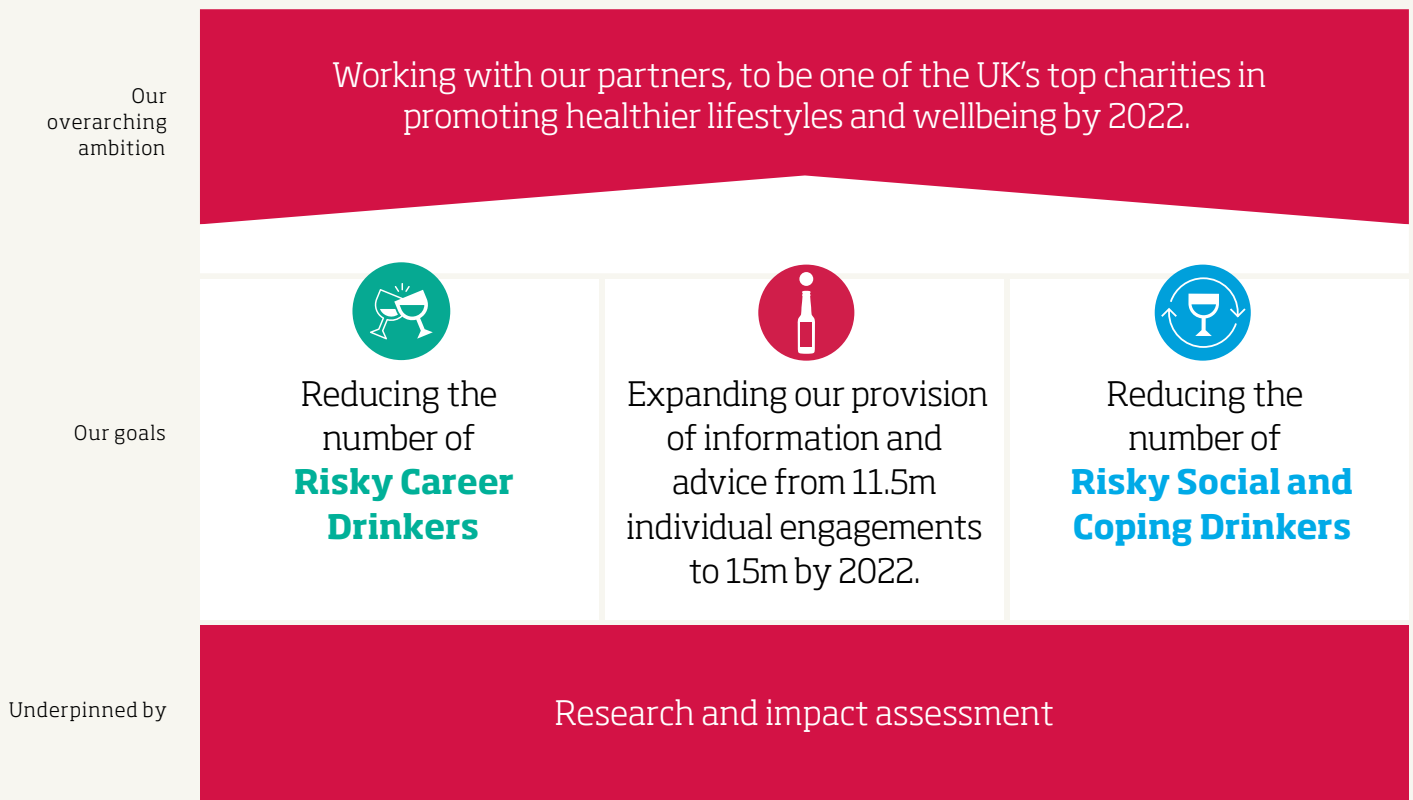 Our
overarching
ambition
Working with our partners, to be one of the UK's top charities in
promoting healthier lifestyles and wellbeing by 2022.
Our goals
Reducing the
number of
Risky Career
Drinkers
Expanding our provision
of information and
advice from 11.5m
individual engagements
to 15m by 2022.
Reducing the
number of
Risky Social and
Coping Drinkers
Underpinned by
Research and impact assessment